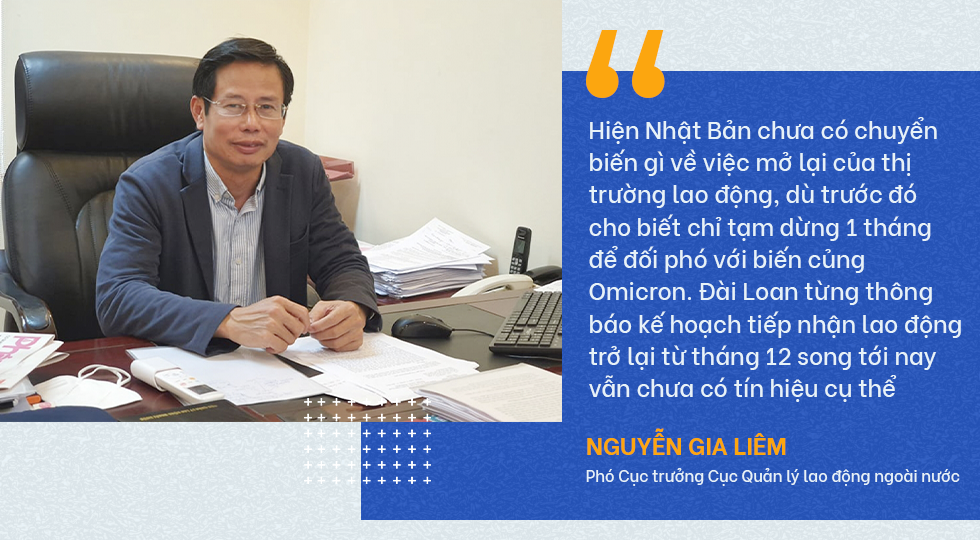 Hiện Nhật Bản chưa có chuyển
biến gì về việc mở lại của thị
trường lao động, dù trước đó
cho biết chỉ tạm dừng 1 tháng
để đối phó với biến củng
Omicron. Đài Loan từng thông
báo kế hoạch tiếp nhận lao động
trở lại từ tháng 12 song tới nay
vẫn chưa có tín hiệu cụ thể
NGUYỄN GIA LIÊM
Phó Cục trưởng Cục Quản lý lao động ngoài nước